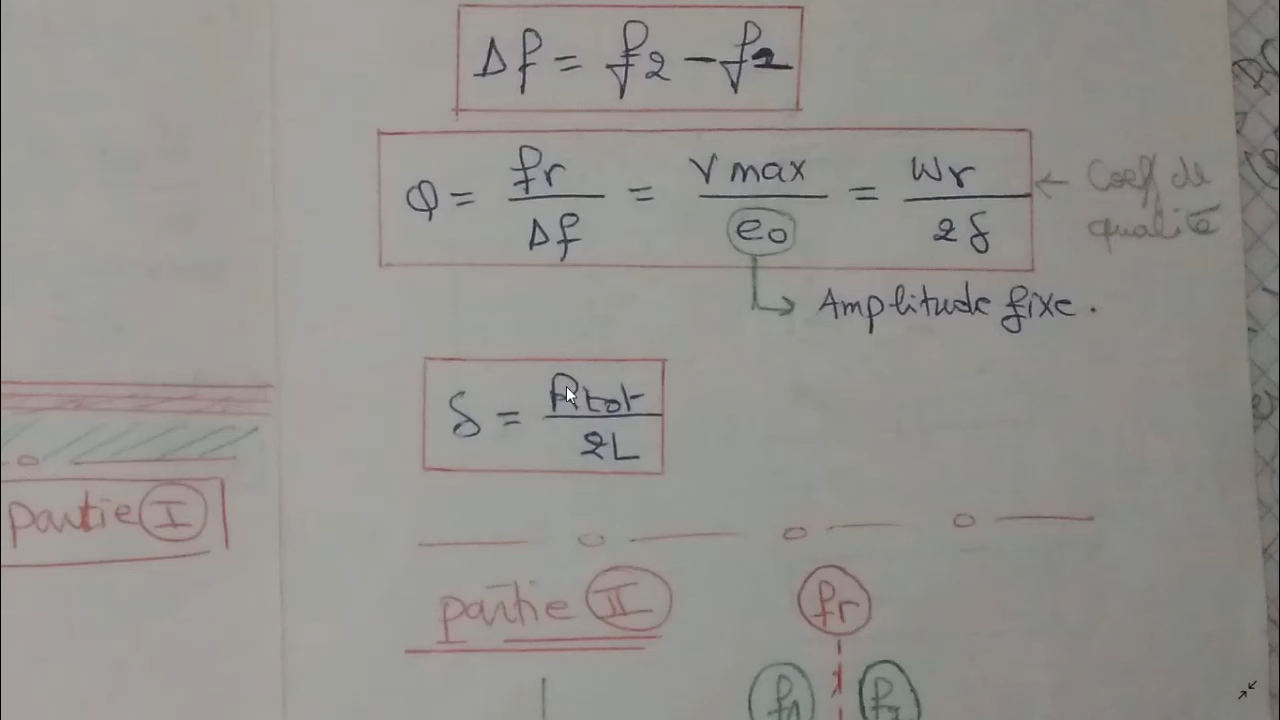 Δf = f2 - f1
Q = fr/Δf = Vmax/e0 = Wr/2δ ← Coef de qualité
Amplitude fixe.
δ = Rtot/2L
partie I
partie II
fr
f1 f2